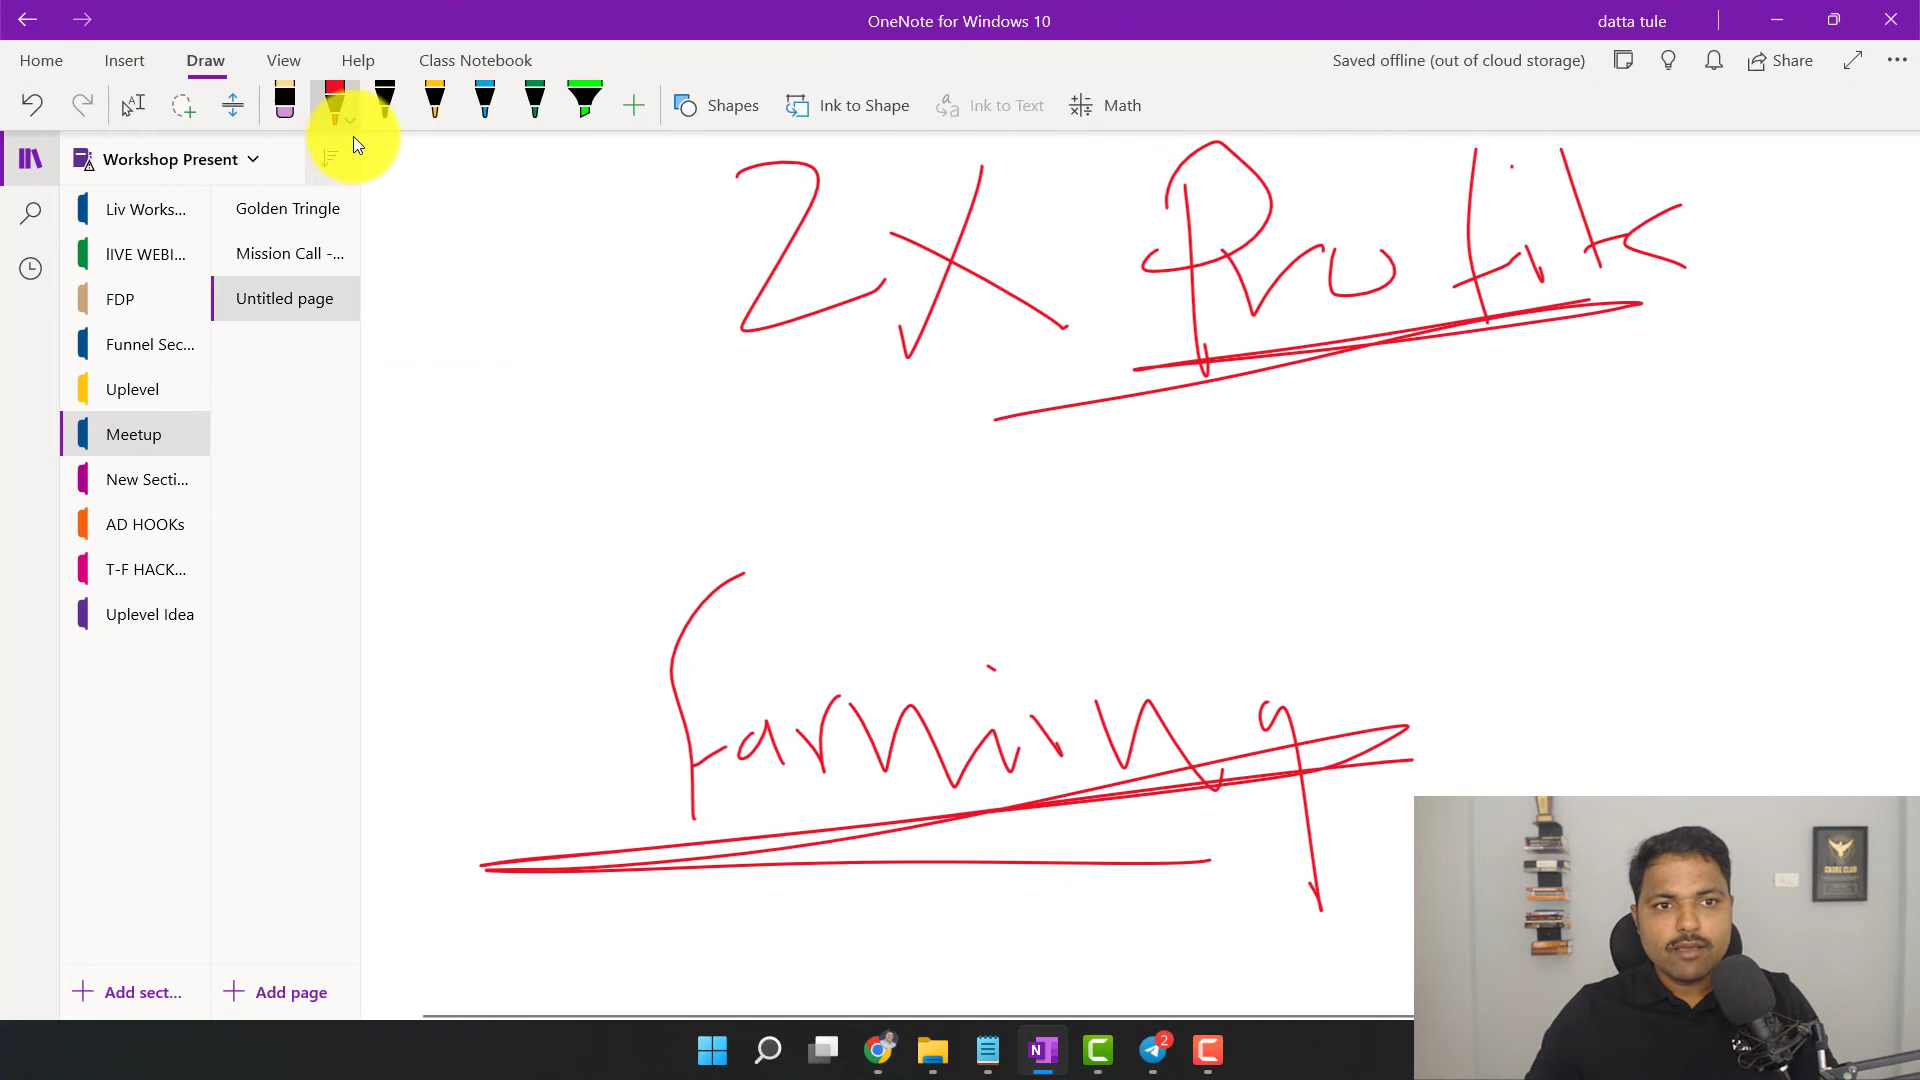 OneNote for Windows 10
datta tule
Home Insert Draw View Help Class Notebook
Saved offline (out of cloud storage) Share
Shapes Ink to Shape Ink to Text Math
Workshop Present
Liv Works...
lIVE WEBI...
FDP
Funnel Sec...
Uplevel
Meetup
New Secti...
AD HOOKs
T-F HACK...
Uplevel Idea
Golden Tringle
Mission Call -...
Untitled page
2x Profit
Farming
Add sect...
Add page
2